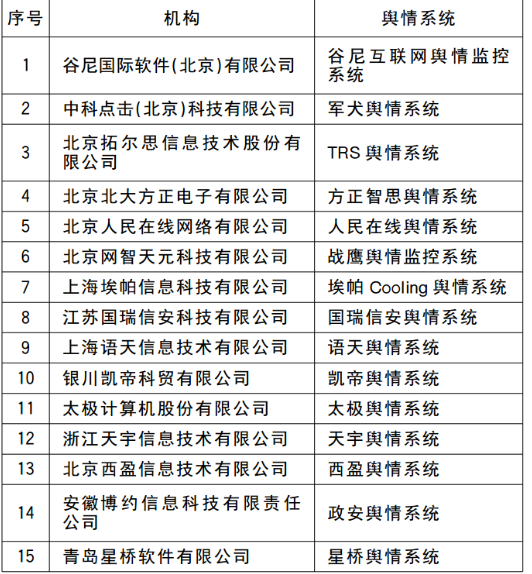 序号 机构 舆情系统
1 谷尼国际软件(北京)有限公司 谷尼互联网舆情监控
系统
2 中科点击(北京)科技有限公司 军犬舆情系统
3 北京拓尔思信息技术股份有
限公司 TRS 舆情系统
4 北京北大方正电子有限公司 方正智思舆情系统
5 北京人民在线网络有限公司 人民在线舆情系统
6 北京网智天元科技有限公司 战鹰舆情监控系统
7 上海埃帕信息科技有限公司 埃帕 Cooling 舆情系统
8 江苏国瑞信安科技有限公司 国瑞信安舆情系统
9 上海语天信息技术有限公司 语天舆情系统
10 银川凯帝科贸有限公司 凯帝舆情系统
11 太极计算机股份有限公司 太极舆情系统
12 浙江天宇信息技术有限公司 天宇舆情系统
13 北京西盈信息技术有限公司 西盈舆情系统
14 安徽博约信息科技有限责任
公司 政安舆情系统
15 青岛星桥软件有限公司 星桥舆情系统